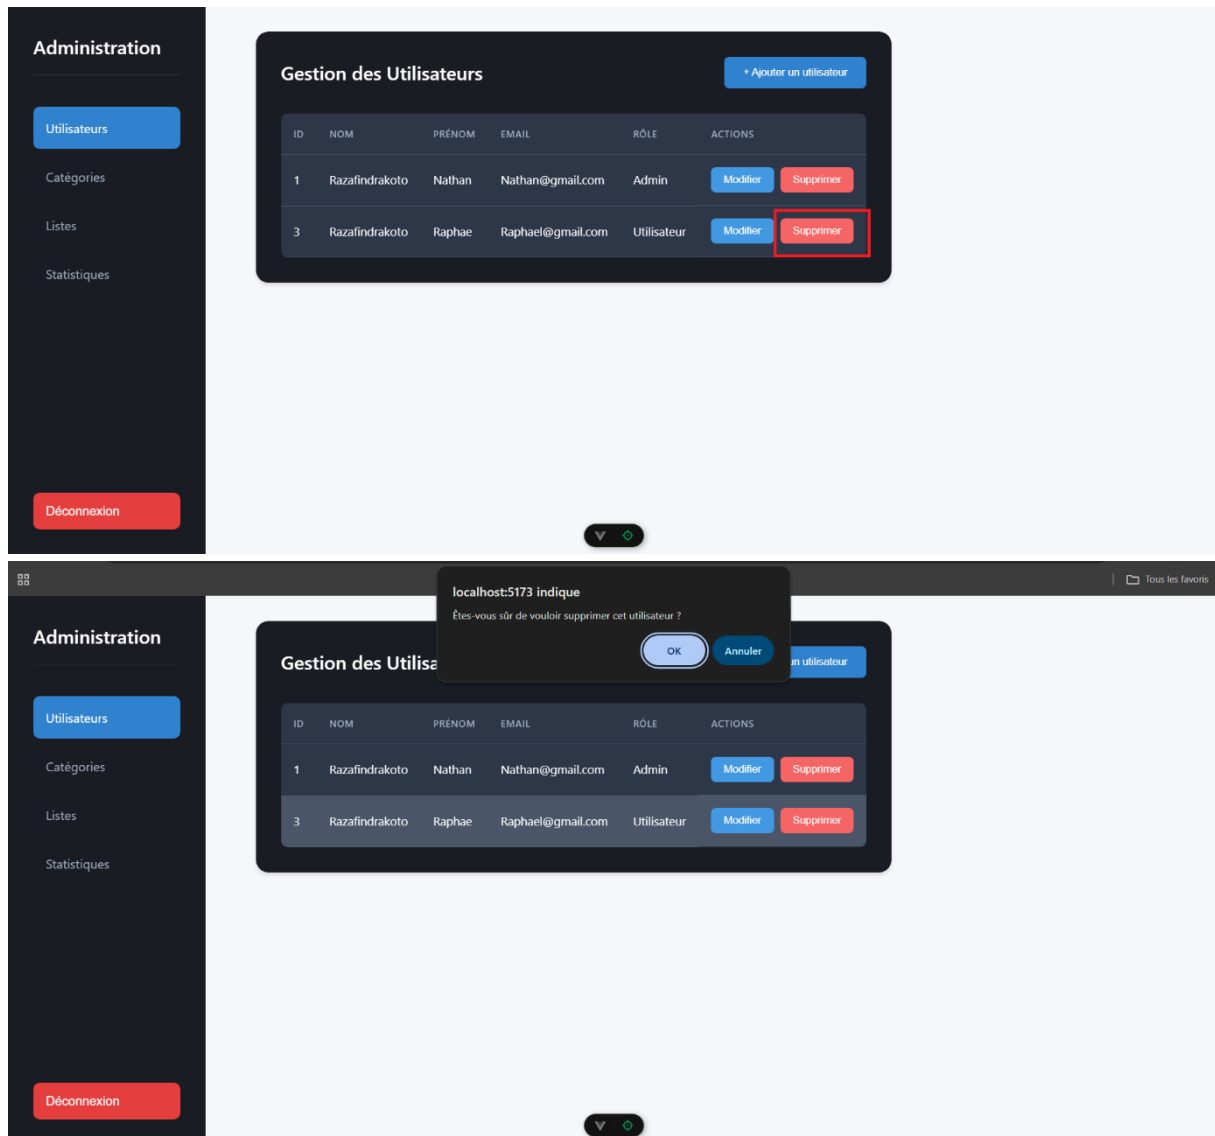 Administration
Gestion des Utilisateurs
+ Ajouter un utilisateur
Utilisateurs
Catégories
Listes
Statistiques
ID NOM PRÉNOM EMAIL RÔLE ACTIONS
1 Razafindrakoto Nathan Nathan@gmail.com Admin Modifier Supprimer
3 Razafindrakoto Raphae Raphael@gmail.com Utilisateur Modifier Supprimer
Déconnexion
Tous les favoris
localhost:5173 indique
Êtes-vous sûr de vouloir supprimer cet utilisateur ?
OK Annuler
Administration
Gestion des Utilisa
un utilisateur
Utilisateurs
Catégories
Listes
Statistiques
ID NOM PRÉNOM EMAIL RÔLE ACTIONS
1 Razafindrakoto Nathan Nathan@gmail.com Admin Modifier Supprimer
3 Razafindrakoto Raphae Raphael@gmail.com Utilisateur Modifier Supprimer
Déconnexion